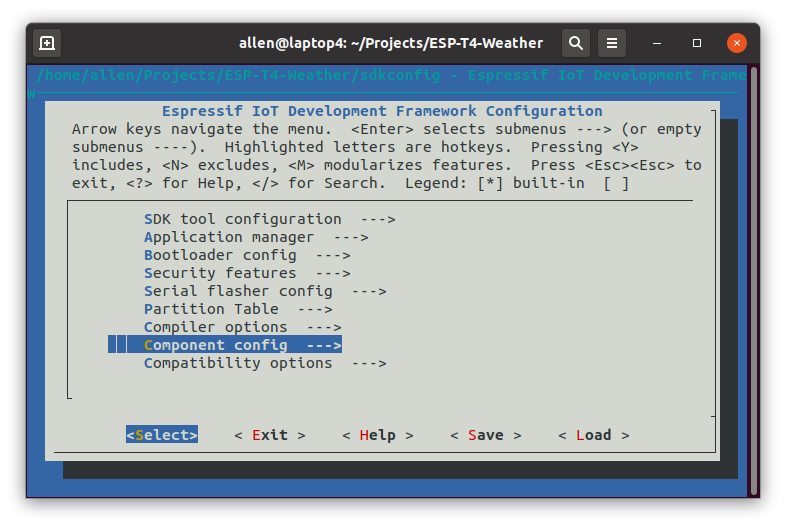 allen@laptop4: ~/Projects/ESP-T4-Weather
/home/allen/Projects/ESP-T4-Weather/sdkconfig - Espressif IoT Development Frame
w
Espressif IoT Development Framework Configuration
Arrow keys navigate the menu.  <Enter> selects submenus ---> (or empty
submenus ----).  Highlighted letters are hotkeys.  Pressing <Y>
includes, <N> excludes, <M> modularizes features.  Press <Esc><Esc> to
exit, <?> for Help, </> for Search.  Legend: [*] built-in  [ ]
SDK tool configuration  --->
Application manager  --->
Bootloader config  --->
Security features  --->
Serial flasher config  --->
Partition Table  --->
Compiler options  --->
Component config  --->
Compatibility options  --->
<Select>    < Exit >    < Help >    < Save >    < Load >